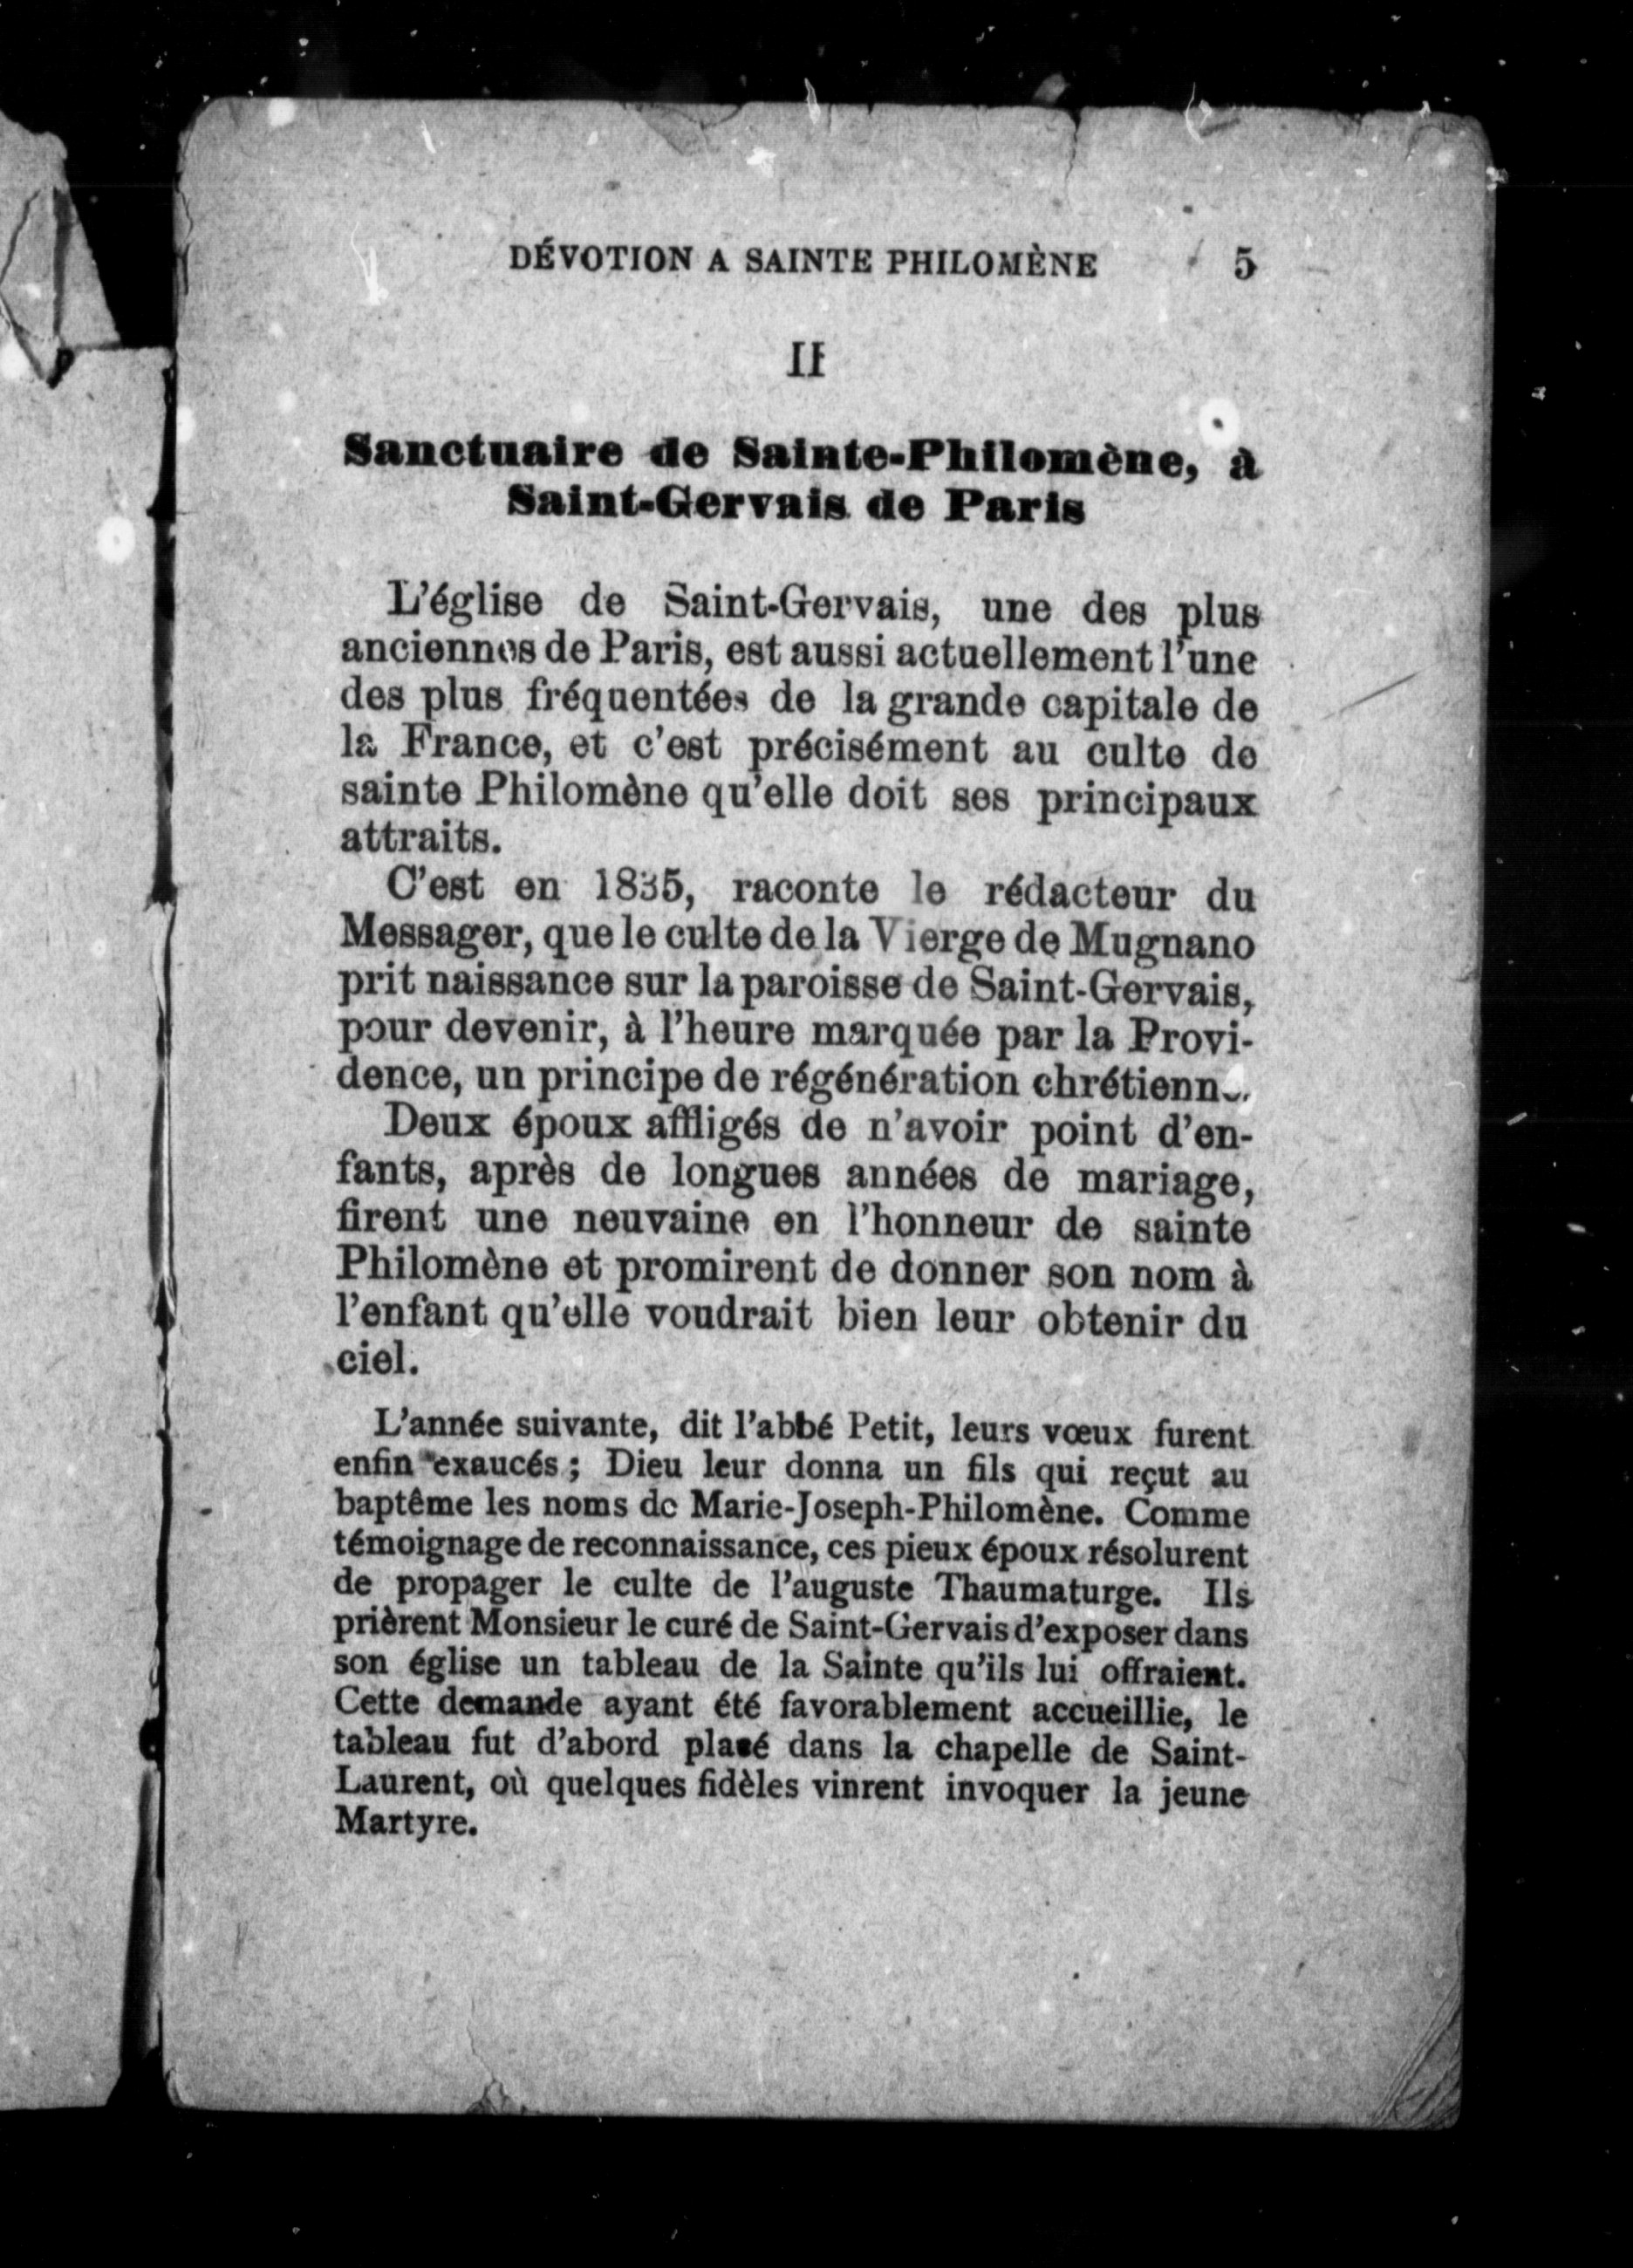 DÉVOTION A SAINTE PHILOMÈNE 5
II
Sanctuaire de Sainte-Philomène, à
Saint-Gervais de Paris
L'église de Saint-Gervais, une des plus
anciennes de Paris, est aussi actuellement l'une
des plus fréquentées de la grande capitale de
la France, et c'est précisément au culte de
sainte Philomène qu'elle doit ses principaux
attraits.
C'est en 1835, raconte le rédacteur du
Messager, que le culte de la Vierge de Mugnano
prit naissance sur la paroisse de Saint-Gervais,
pour devenir, à l'heure marquée par la Provi-
dence, un principe de régénération chrétienne.
Deux époux affligés de n'avoir point d'en-
fants, après de longues années de mariage,
firent une neuvaine en l'honneur de sainte
Philomène et promirent de donner son nom à
l'enfant qu'elle voudrait bien leur obtenir du
ciel.
L'année suivante, dit l'abbé Petit, leurs vœux furent
enfin exaucés ; Dieu leur donna un fils qui reçut au
baptême les noms de Marie-Joseph-Philomène. Comme
témoignage de reconnaissance, ces pieux époux résolurent
de propager le culte de l'auguste Thaumaturge. Ils
prièrent Monsieur le curé de Saint-Gervais d'exposer dans
son église un tableau de la Sainte qu'ils lui offraient.
Cette demande ayant été favorablement accueillie, le
tableau fut d'abord placé dans la chapelle de Saint-
Laurent, où quelques fidèles vinrent invoquer la jeune
Martyre.